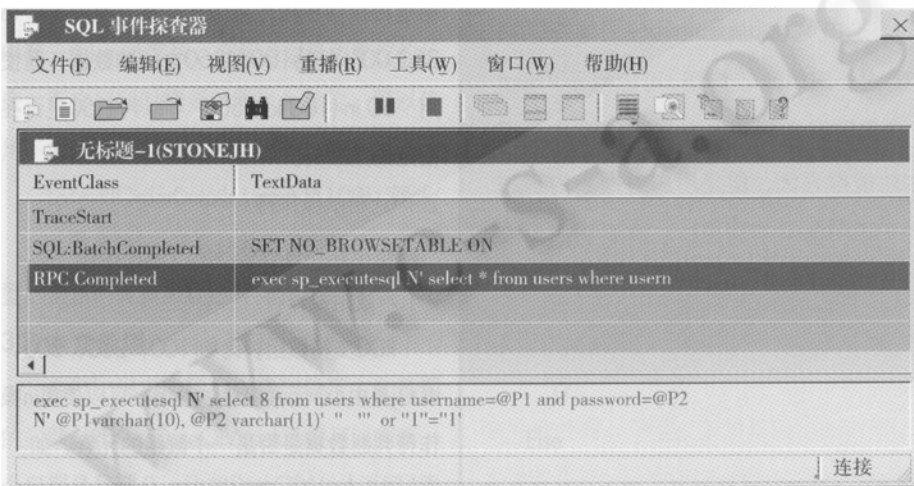 SQL 事件探查器
文件(F) 编辑(E) 视图(V) 重播(R) 工具(W) 窗口(W) 帮助(H)
无标题-1(STONEJH)
EventClass TextData
TraceStart
SQL:BatchCompleted SET NO_BROWSETABLE ON
RPC Completed exec sp_executesql N' select * from users where usern
exec sp_executesql N' select 8 from users where username=@P1 and password=@P2
N' @P1varchar(10), @P2 varchar(11)' '' ''' or ''1''=''1'
连接
www.c-s-a.org